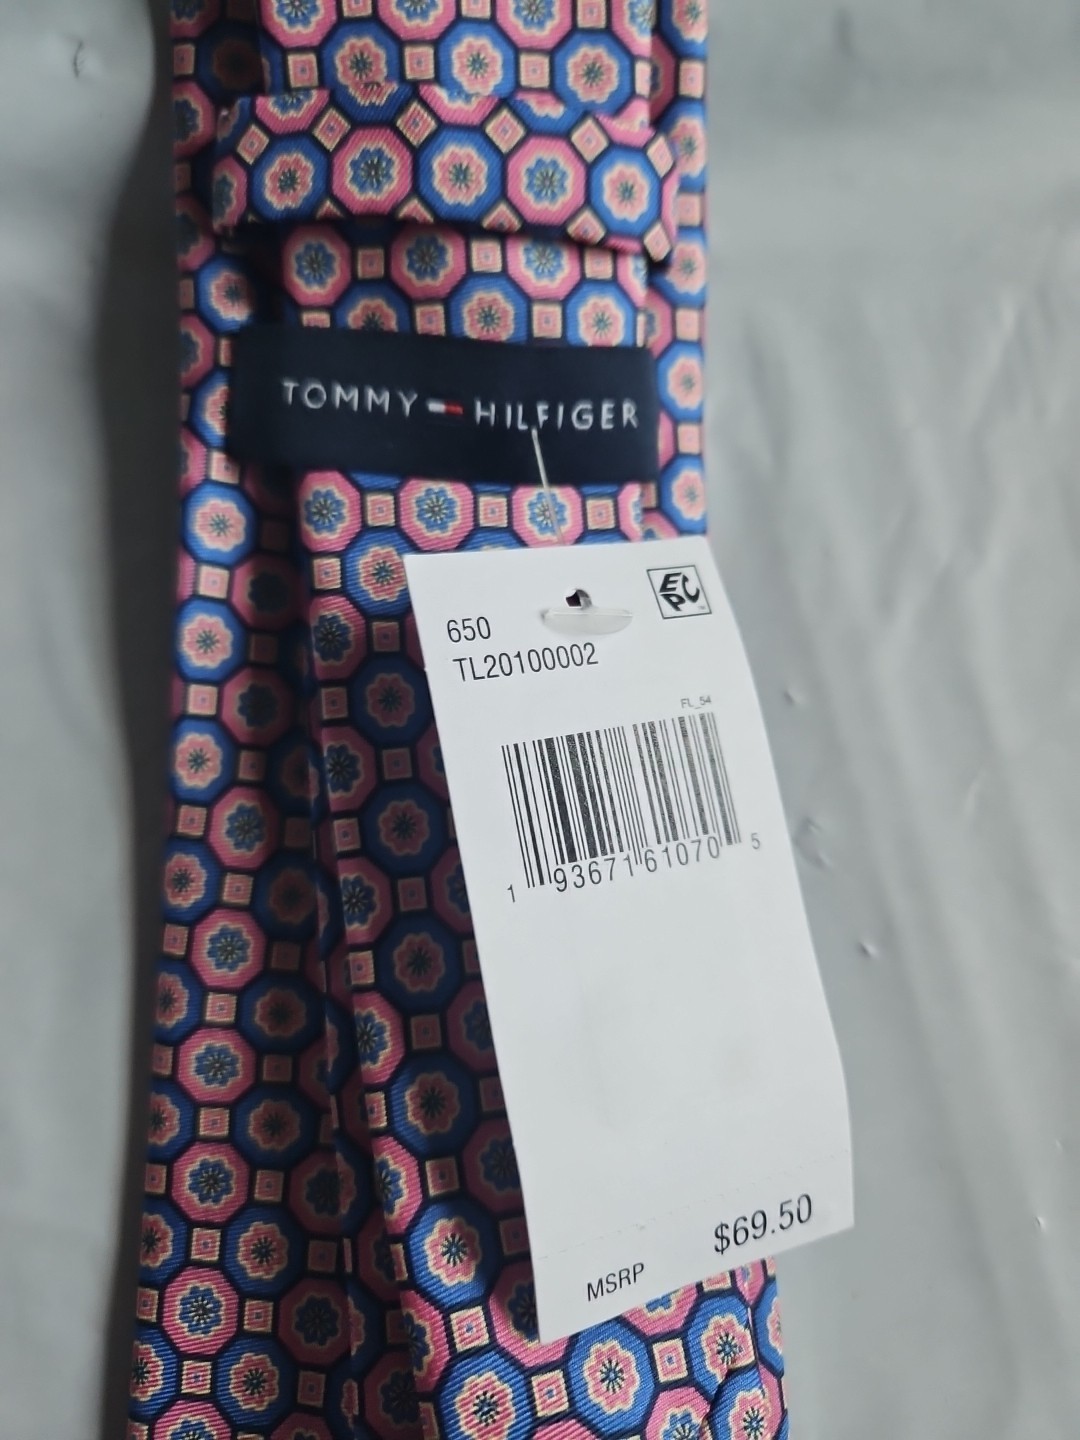 TOMMY HILFIGER
EPC
650
TL20100002
FL_54
1 93671 61070 5
$69.50
MSRP